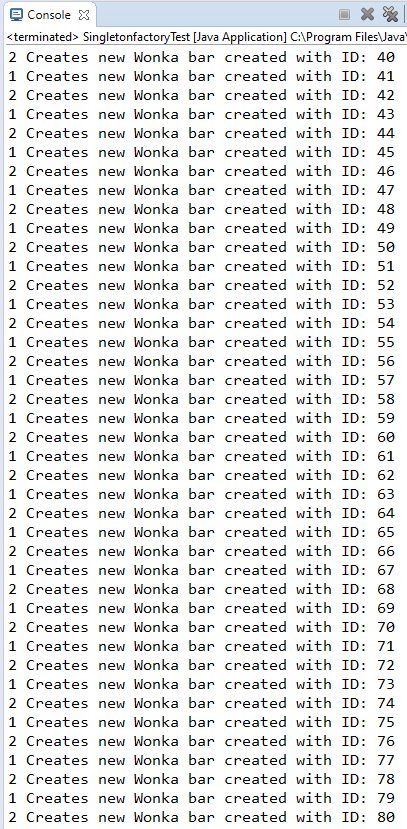 Console
<terminated> SingletonfactoryTest [Java Application] C:\Program Files\Java\
2 Creates new Wonka bar created with ID: 40
1 Creates new Wonka bar created with ID: 41
2 Creates new Wonka bar created with ID: 42
1 Creates new Wonka bar created with ID: 43
2 Creates new Wonka bar created with ID: 44
1 Creates new Wonka bar created with ID: 45
2 Creates new Wonka bar created with ID: 46
1 Creates new Wonka bar created with ID: 47
2 Creates new Wonka bar created with ID: 48
1 Creates new Wonka bar created with ID: 49
2 Creates new Wonka bar created with ID: 50
1 Creates new Wonka bar created with ID: 51
2 Creates new Wonka bar created with ID: 52
1 Creates new Wonka bar created with ID: 53
2 Creates new Wonka bar created with ID: 54
1 Creates new Wonka bar created with ID: 55
2 Creates new Wonka bar created with ID: 56
1 Creates new Wonka bar created with ID: 57
2 Creates new Wonka bar created with ID: 58
1 Creates new Wonka bar created with ID: 59
2 Creates new Wonka bar created with ID: 60
1 Creates new Wonka bar created with ID: 61
2 Creates new Wonka bar created with ID: 62
1 Creates new Wonka bar created with ID: 63
2 Creates new Wonka bar created with ID: 64
1 Creates new Wonka bar created with ID: 65
2 Creates new Wonka bar created with ID: 66
1 Creates new Wonka bar created with ID: 67
2 Creates new Wonka bar created with ID: 68
1 Creates new Wonka bar created with ID: 69
2 Creates new Wonka bar created with ID: 70
1 Creates new Wonka bar created with ID: 71
2 Creates new Wonka bar created with ID: 72
1 Creates new Wonka bar created with ID: 73
2 Creates new Wonka bar created with ID: 74
1 Creates new Wonka bar created with ID: 75
2 Creates new Wonka bar created with ID: 76
1 Creates new Wonka bar created with ID: 77
2 Creates new Wonka bar created with ID: 78
1 Creates new Wonka bar created with ID: 79
2 Creates new Wonka bar created with ID: 80